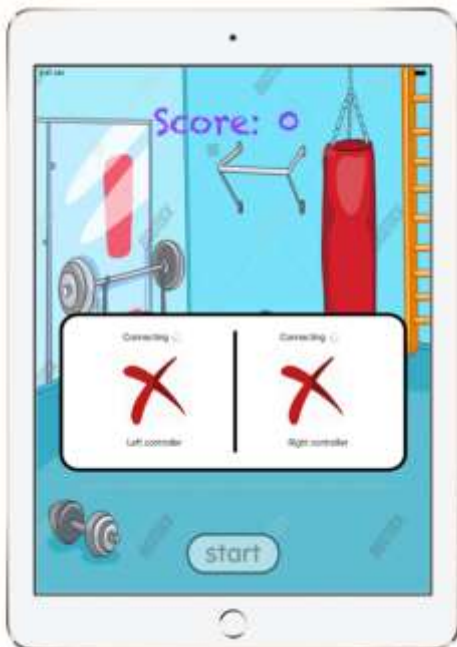 Score: 0
Connecting
Connecting
Left controller
Right controller
start